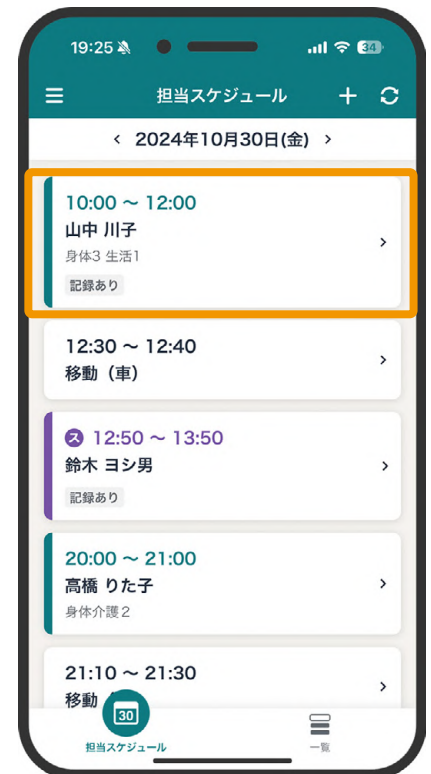 19:25 34
担当スケジュール
2024年10月30日(金)
10:00 〜 12:00
山中 川子
身体3 生活1
記録あり
12:30 〜 12:40
移動（車）
ス 12:50 〜 13:50
鈴木 ヨシ男
記録あり
20:00 〜 21:00
高橋 りた子
身体介護2
21:10 〜 21:30
移動
30
担当スケジュール
一覧